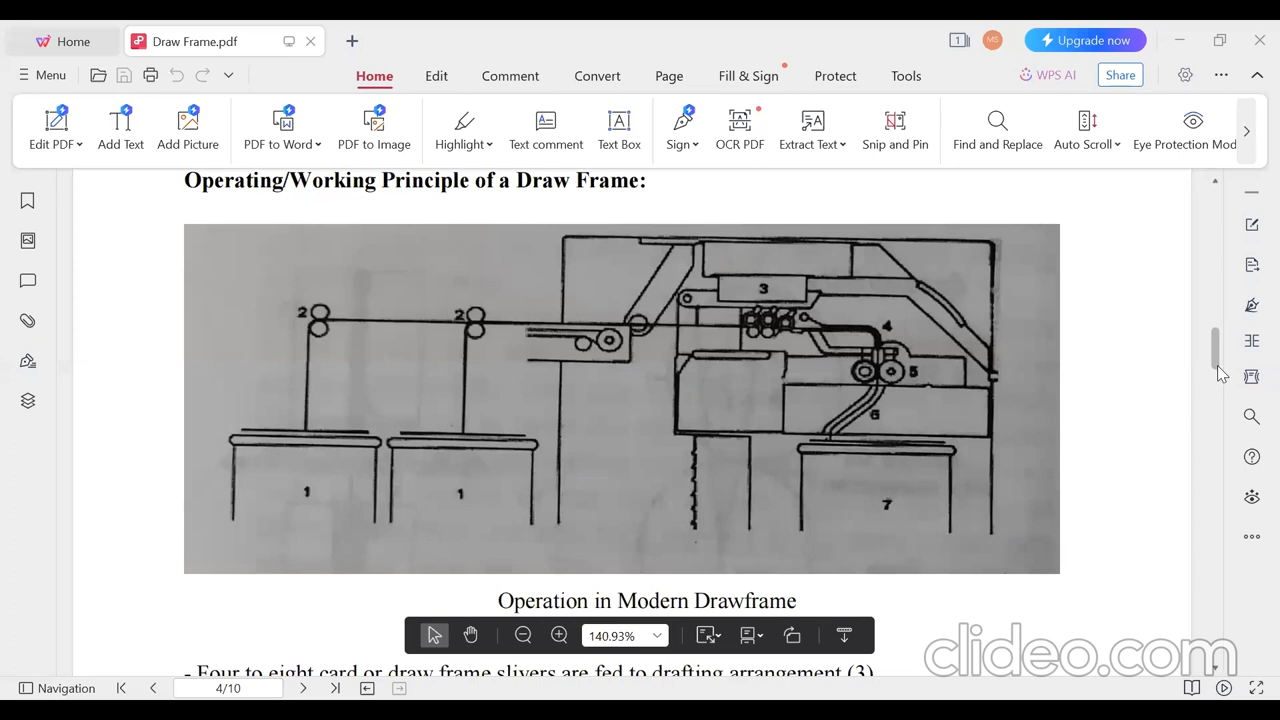 Home
Draw Frame.pdf
1
MS
Upgrade now
Menu
Home
Edit
Comment
Convert
Page
Fill & Sign
Protect
Tools
WPS AI
Share
Edit PDF
Add Text
Add Picture
PDF to Word
PDF to Image
Highlight
Text comment
Text Box
Sign
OCR PDF
Extract Text
Snip and Pin
Find and Replace
Auto Scroll
Eye Protection Mod
Operating/Working Principle of a Draw Frame:
3
2
2
4
5
6
1
1
7
Operation in Modern Drawframe
140.93%
- Four to eight card or draw frame slivers are fed to drafting arrangement (3)
clideo.com
Navigation
4/10